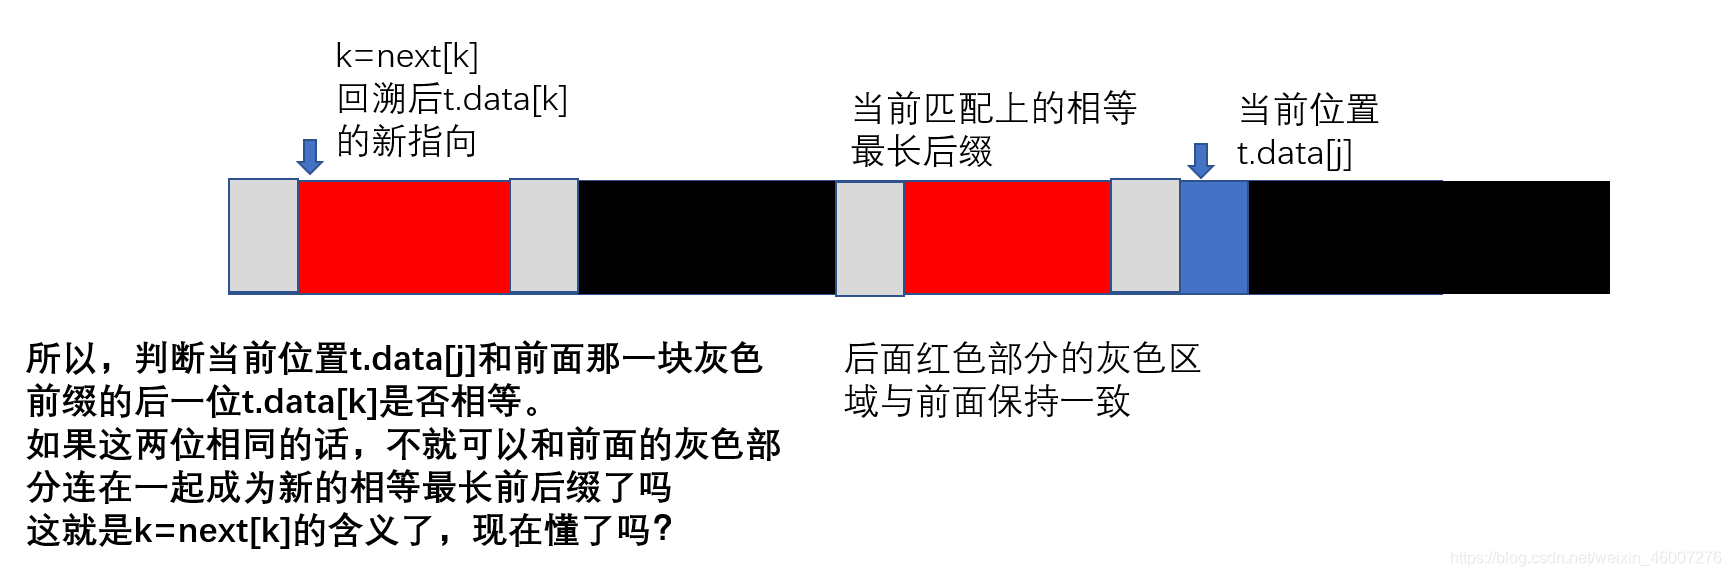 k=next[k]
回溯后t.data[k]
的新指向
当前匹配上的相等
最长后缀
当前位置
t.data[j]
所以，判断当前位置t.data[j]和前面那一块灰色
前缀的后一位t.data[k]是否相等。
如果这两位相同的话，不就可以和前面的灰色部
分连在一起成为新的相等最长前后缀了吗
这就是k=next[k]的含义了，现在懂了吗？
后面红色部分的灰色区
域与前面保持一致
https://blog.csdn.net/weixin_46007276